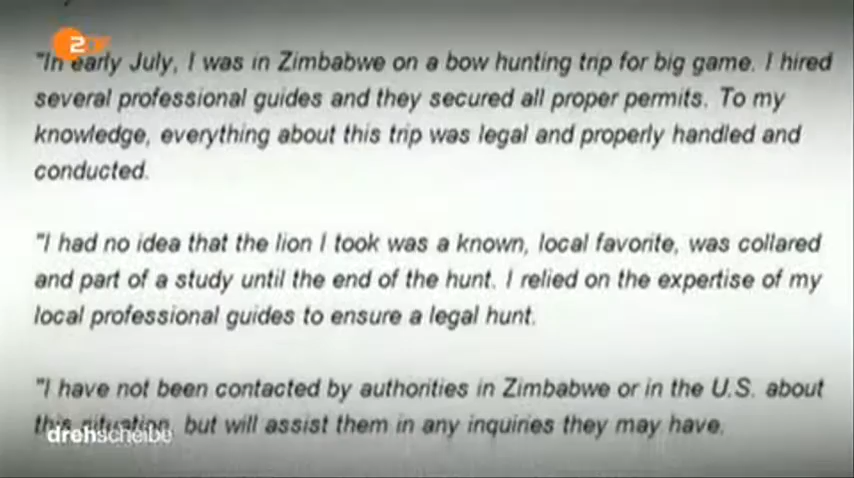 2
"In early July, I was in Zimbabwe on a bow hunting trip for big game. I hired
several professional guides and they secured all proper permits. To my
knowledge, everything about this trip was legal and properly handled and
conducted.
"I had no idea that the lion I took was a known, local favorite, was collared
and part of a study until the end of the hunt. I relied on the expertise of my
local professional guides to ensure a legal hunt.
"I have not been contacted by authorities in Zimbabwe or in the U.S. about
this situation, but will assist them in any inquiries they may have.
drehscheibe